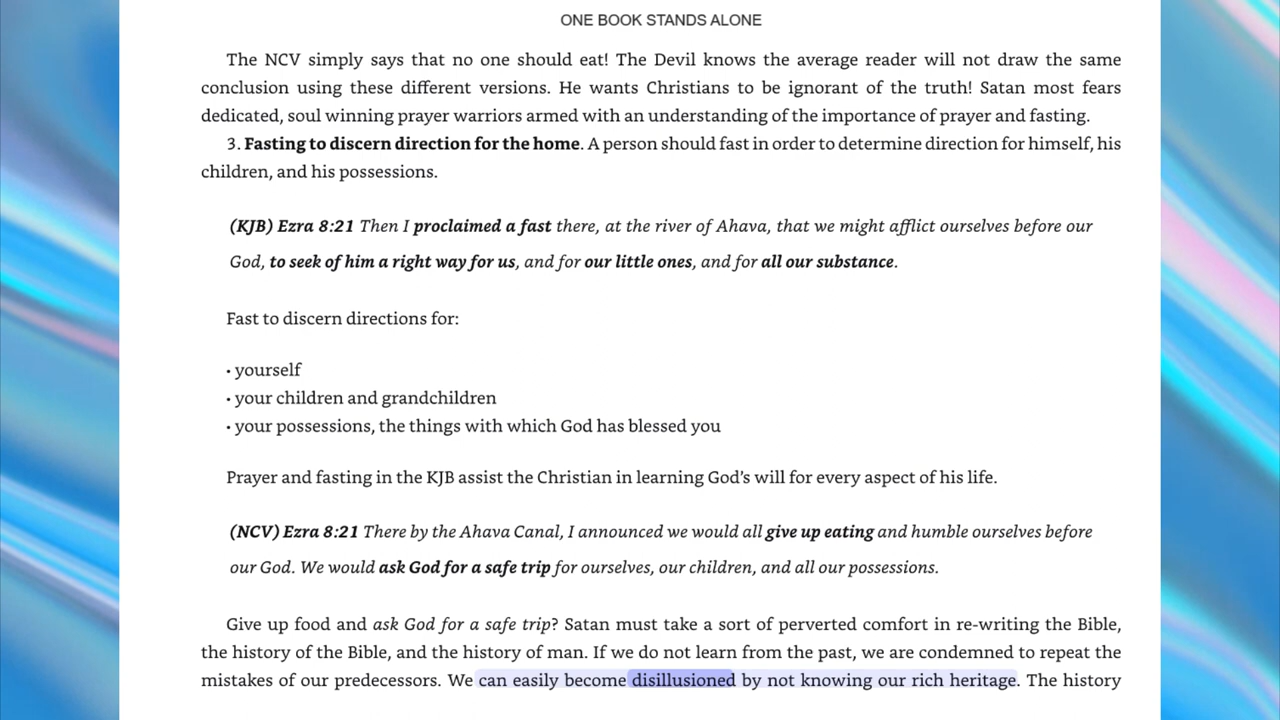 ONE BOOK STANDS ALONE
The NCV simply says that no one should eat! The Devil knows the average reader will not draw the same
conclusion using these different versions. He wants Christians to be ignorant of the truth! Satan most fears
dedicated, soul winning prayer warriors armed with an understanding of the importance of prayer and fasting.
3. Fasting to discern direction for the home. A person should fast in order to determine direction for himself, his
children, and his possessions.
(KJB) Ezra 8:21 Then I proclaimed a fast there, at the river of Ahava, that we might afflict ourselves before our
God, to seek of him a right way for us, and for our little ones, and for all our substance.
Fast to discern directions for:
• yourself
• your children and grandchildren
• your possessions, the things with which God has blessed you
Prayer and fasting in the KJB assist the Christian in learning God’s will for every aspect of his life.
(NCV) Ezra 8:21 There by the Ahava Canal, I announced we would all give up eating and humble ourselves before
our God. We would ask God for a safe trip for ourselves, our children, and all our possessions.
Give up food and ask God for a safe trip? Satan must take a sort of perverted comfort in re-writing the Bible,
the history of the Bible, and the history of man. If we do not learn from the past, we are condemned to repeat the
mistakes of our predecessors. We can easily become disillusioned by not knowing our rich heritage. The history